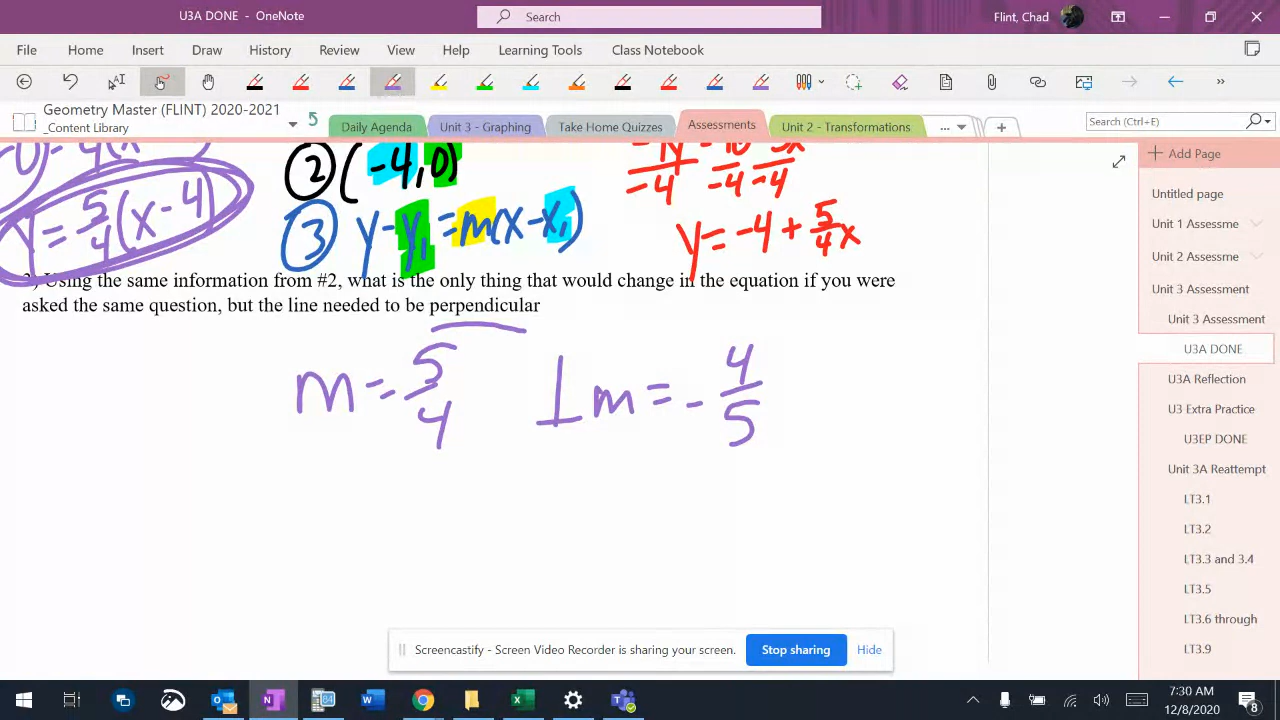 U3A DONE - OneNote
Search
Flint, Chad
File Home Insert Draw History Review View Help Learning Tools Class Notebook
Geometry Master (FLINT) 2020-2021
_Content Library
Daily Agenda
Unit 3 - Graphing
Take Home Quizzes
Assessments
Unit 2 - Transformations
...
Search (Ctrl+E)
Add Page
Untitled page
Unit 1 Assessme
Unit 2 Assessme
Unit 3 Assessment
Unit 3 Assessment
U3A DONE
U3A Reflection
U3 Extra Practice
U3EP DONE
Unit 3A Reattempt
LT3.1
LT3.2
LT3.3 and 3.4
LT3.5
LT3.6 through
LT3.9
y = 5/4 (x - 4)
② (-4, 0)
③ y - y₁ = m(x - x₁)
y = -4 + 5/4 x
Using the same information from #2, what is the only thing that would change in the equation if you were
asked the same question, but the line needed to be perpendicular
m = 5/4 ⊥ m = - 4/5
Screencastify - Screen Video Recorder is sharing your screen.
Stop sharing
Hide
7:30 AM
12/8/2020
8